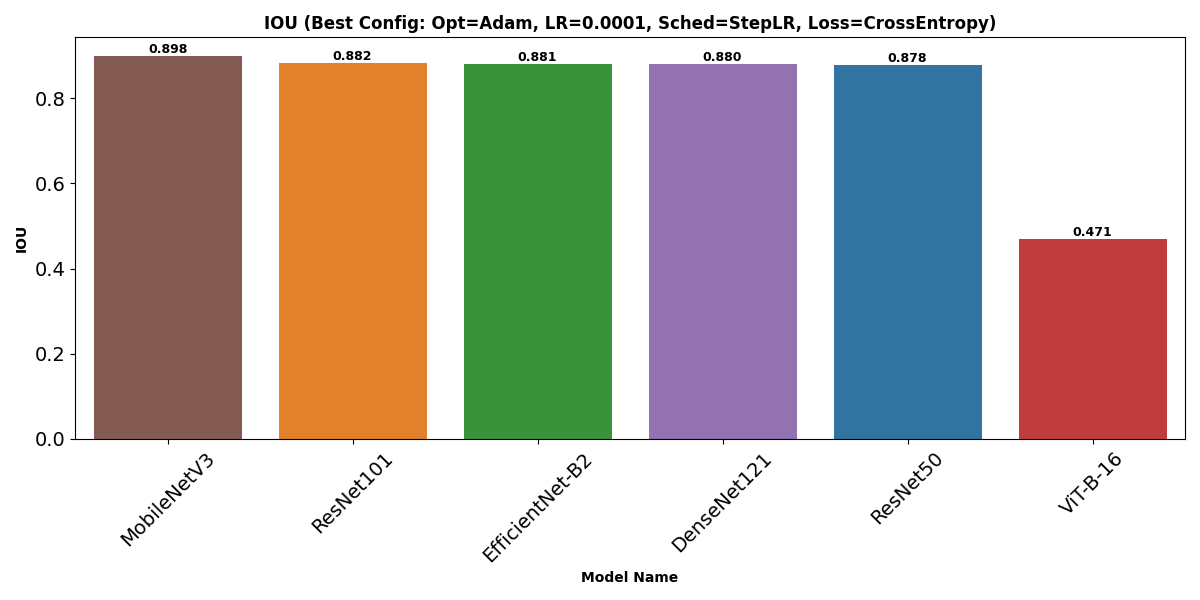 IOU (Best Config: Opt=Adam, LR=0.0001, Sched=StepLR, Loss=CrossEntropy)
0.898
0.882
0.881
0.880
0.878
0.471
0.8
0.6
0.4
0.2
0.0
IOU
MobileNetV3
ResNet101
EfficientNet-B2
DenseNet121
ResNet50
ViT-B-16
Model Name